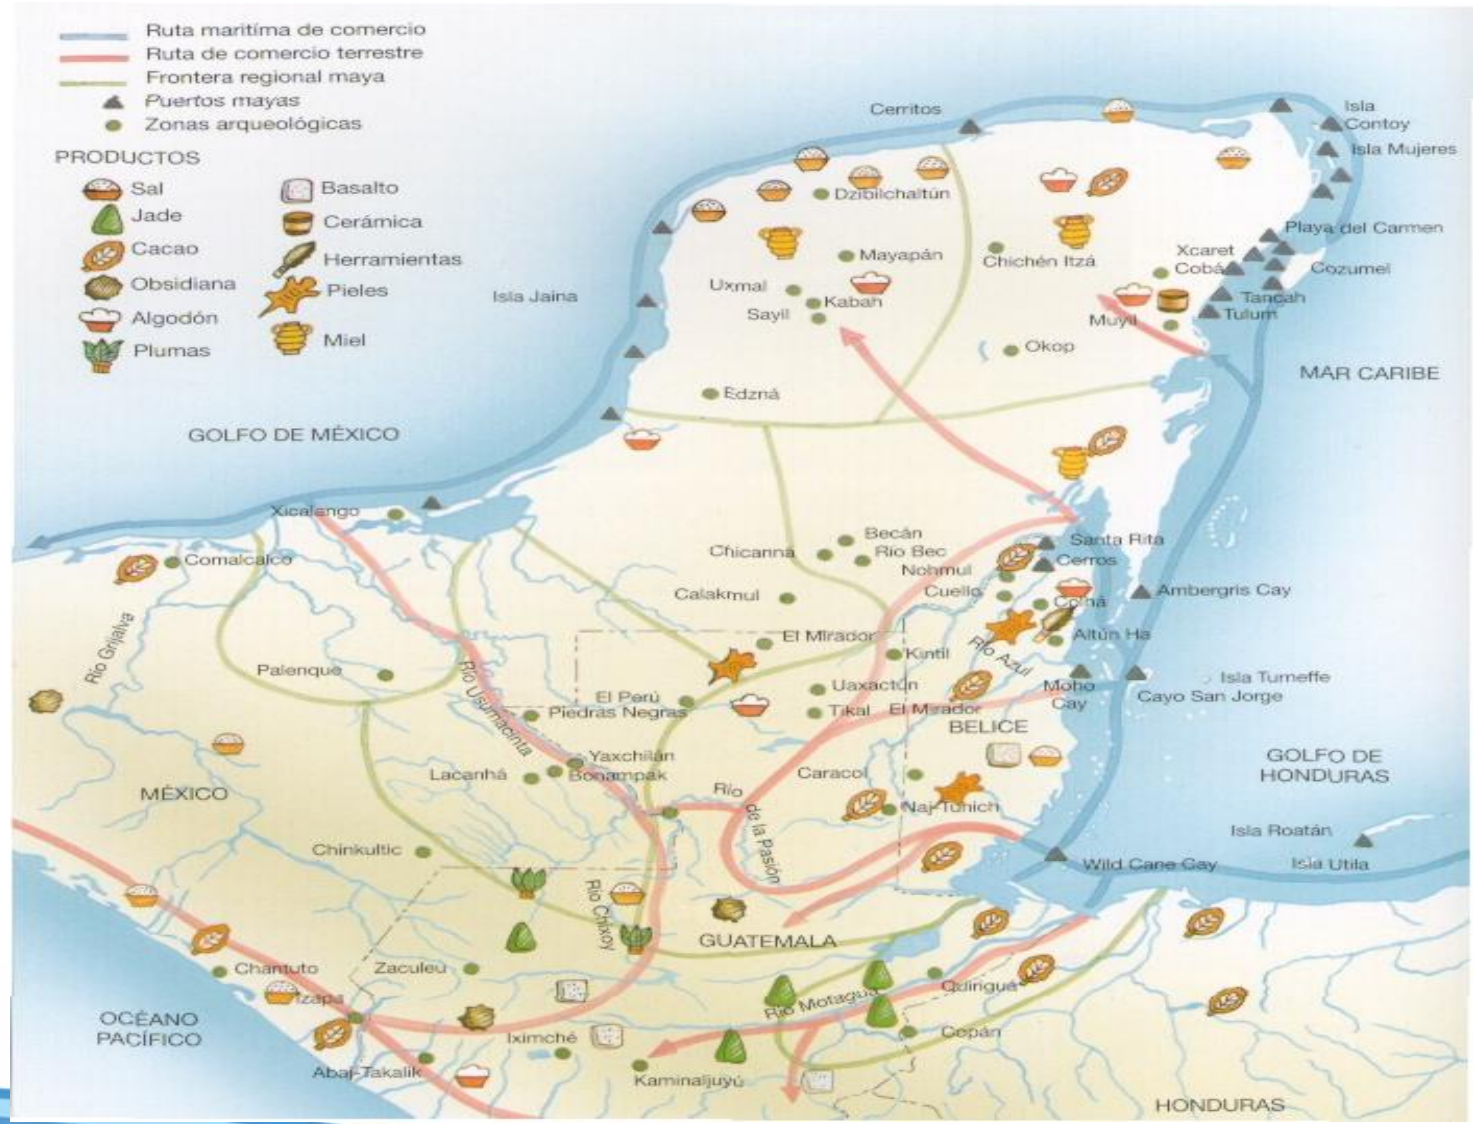 Ruta maritíma de comercio
Ruta de comercio terrestre
Frontera regional maya
Puertos mayas
Zonas arqueológicas
PRODUCTOS
Sal
Jade
Cacao
Obsidiana
Algodón
Plumas
Basalto
Cerámica
Herramientas
Pieles
Miel
Cerritos
Isla
Contoy
Isla Mujeres
Dzibilchaltún
Playa del Carmen
Mayapán
Chichén Itzá
Xcaret
Cobá
Cozumel
Isla Jaina
Uxmal
Kabah
Sayil
Tancah
Tulum
Muyil
Okop
MAR CARIBE
Edzná
GOLFO DE MÉXICO
Xicalango
Comalcalco
Becán
Chicanna
Río Bec
Nohmul
Santa Rita
Cerros
Calakmul
Cuello
Colhá
Ambergris Cay
Río Grijalva
El Mirador
Altún Ha
Kintil
Río Azul
Palenque
Río Usumacinta
El Perú
Uaxactún
Piedras Negras
Tikal
El Mirador
Moho
Cay
Isla Turneffe
Cayo San Jorge
BELICE
Yaxchilán
Lacanhá
Bonampak
Caracol
GOLFO DE
HONDURAS
MÉXICO
Río
de la Pasión
Naj-Tunich
Isla Roatán
Chinkultic
Wild Cane Cay
Isla Utila
Río Chixoy
GUATEMALA
Chantuto
Zaculeu
Izapa
Quiriguá
Río Motagua
OCÉANO
PACÍFICO
Iximché
Copán
Abaj-Takalik
Kaminaljuyú
HONDURAS